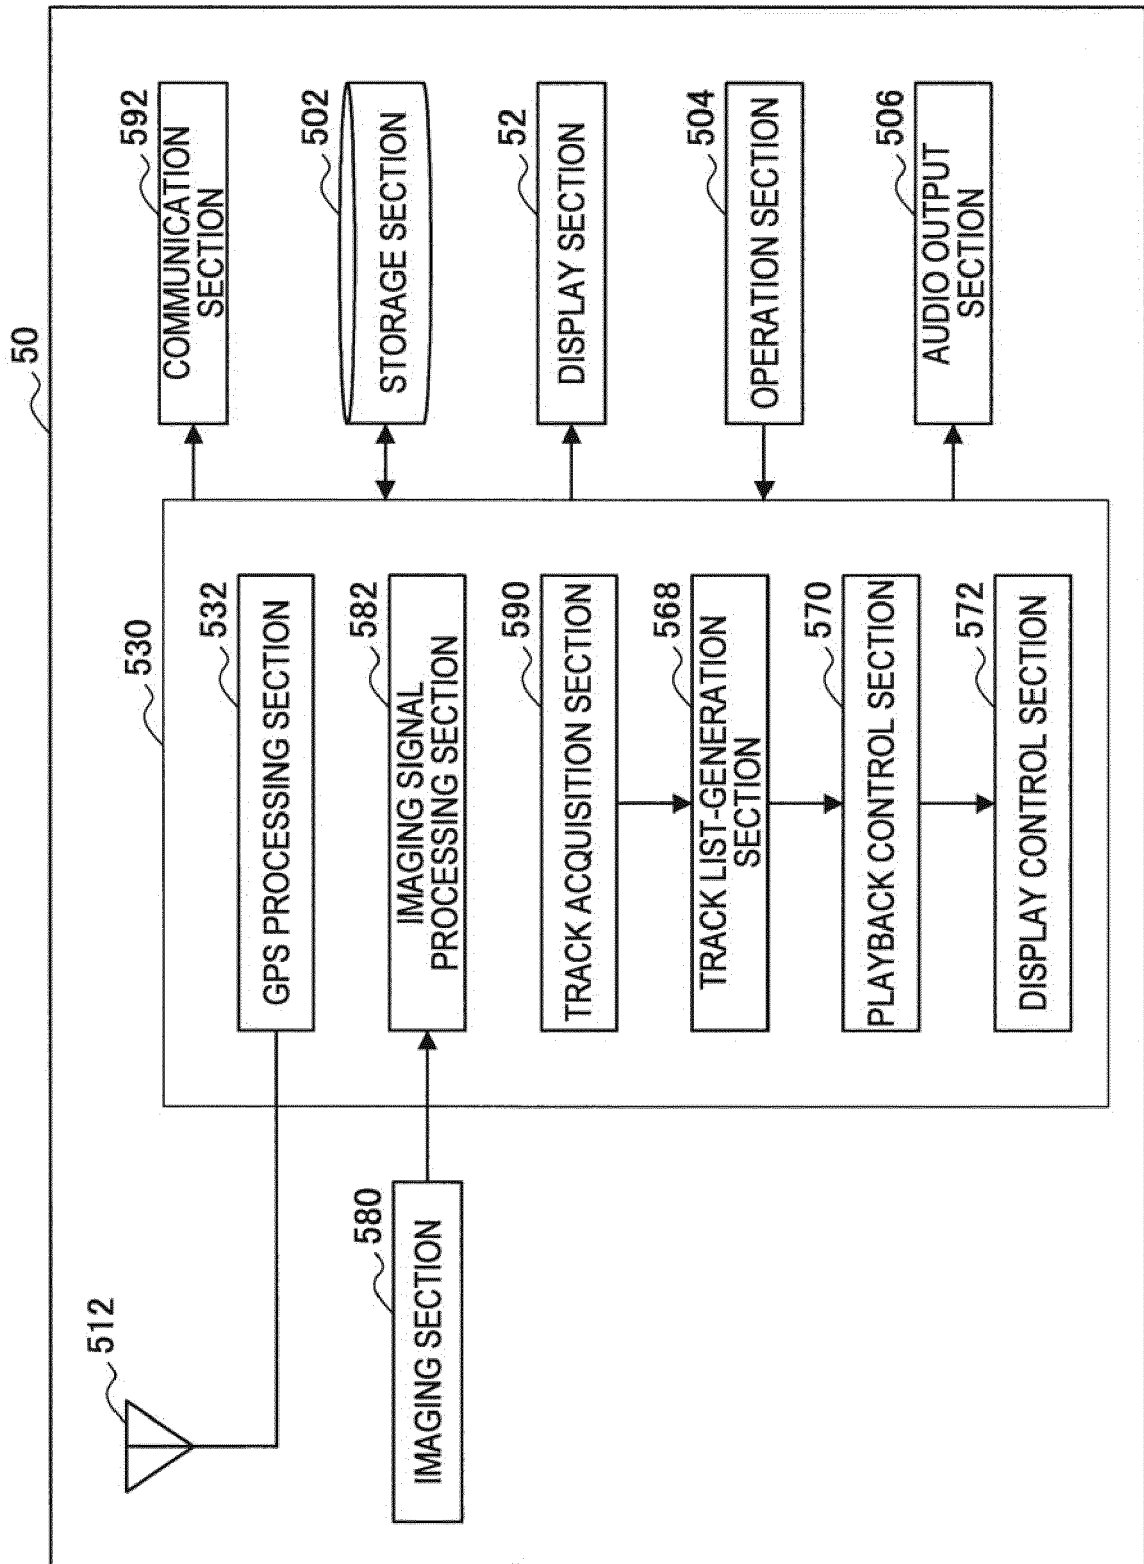 50
512
530
532
GPS PROCESSING SECTION
592
COMMUNICATION
SECTION
580
IMAGING SECTION
582
IMAGING SIGNAL
PROCESSING SECTION
502
STORAGE SECTION
590
TRACK ACQUISITION SECTION
52
DISPLAY SECTION
568
TRACK LIST-GENERATION
SECTION
504
OPERATION SECTION
570
PLAYBACK CONTROL SECTION
506
AUDIO OUTPUT
SECTION
572
DISPLAY CONTROL SECTION